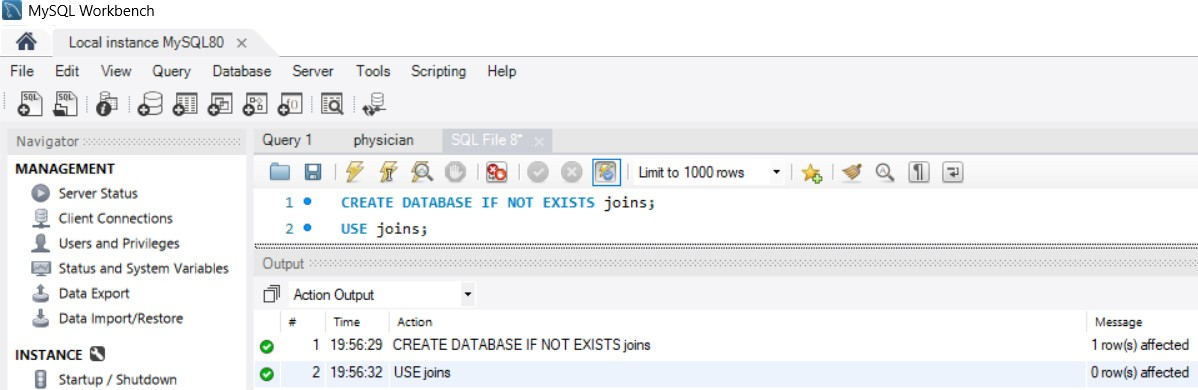 MySQL Workbench
Local instance MySQL80
File Edit View Query Database Server Tools Scripting Help
Navigator
MANAGEMENT
Server Status
Client Connections
Users and Privileges
Status and System Variables
Data Export
Data Import/Restore
INSTANCE
Startup / Shutdown
Query 1 physician SQL File 8*
Limit to 1000 rows
1 CREATE DATABASE IF NOT EXISTS joins;
2 USE joins;
Output
Action Output
# Time Action Message
1 19:56:29 CREATE DATABASE IF NOT EXISTS joins 1 row(s) affected
2 19:56:32 USE joins 0 row(s) affected